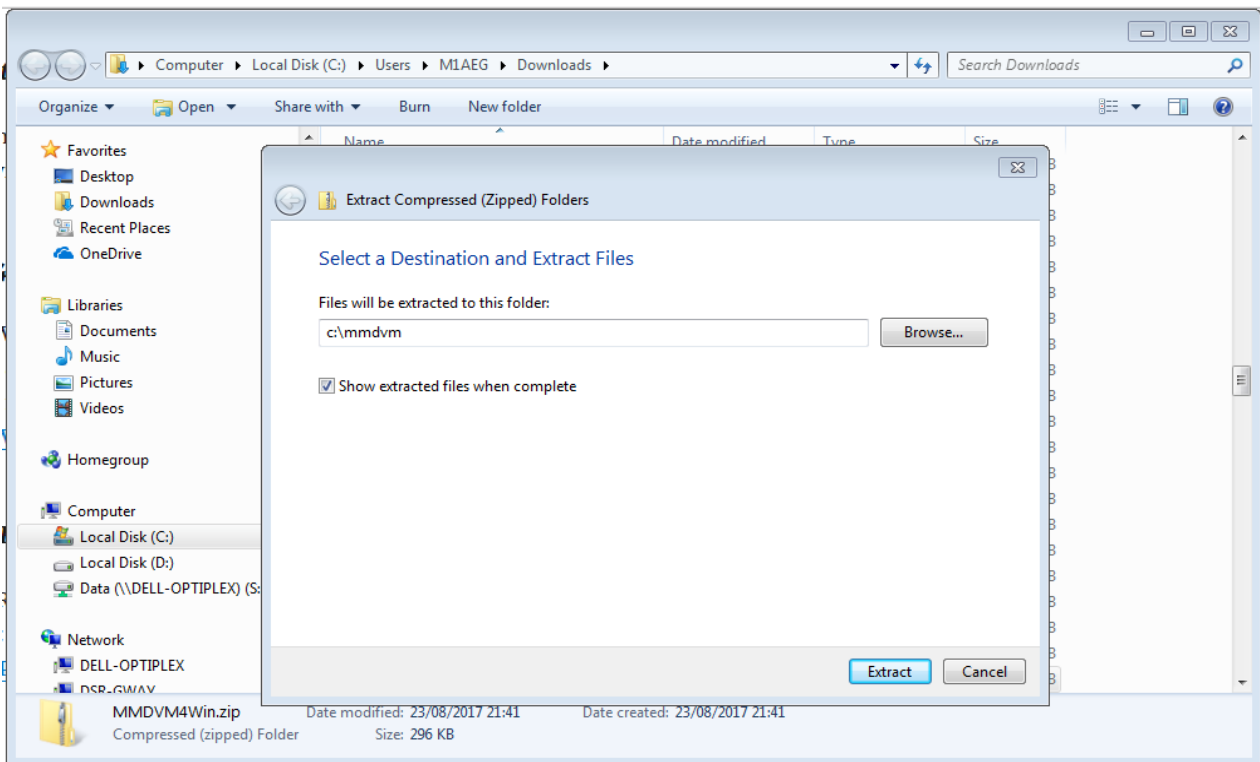 Computer Local Disk (C:) Users M1AEG Downloads Search Downloads
Organize Open Share with Burn New folder
Name Date modified Type Size
Favorites
Desktop
Downloads
Recent Places
OneDrive
Libraries
Documents
Music
Pictures
Videos
Homegroup
Computer
Local Disk (C:)
Local Disk (D:)
Data (\\DELL-OPTIPLEX) (S:
Network
DELL-OPTIPLEX
DSR-GWAY
Extract Compressed (Zipped) Folders
Select a Destination and Extract Files
Files will be extracted to this folder:
c:\mmdvm Browse...
Show extracted files when complete
Extract Cancel
MMDVM4Win.zip Date modified: 23/08/2017 21:41 Date created: 23/08/2017 21:41
Compressed (zipped) Folder Size: 296 KB